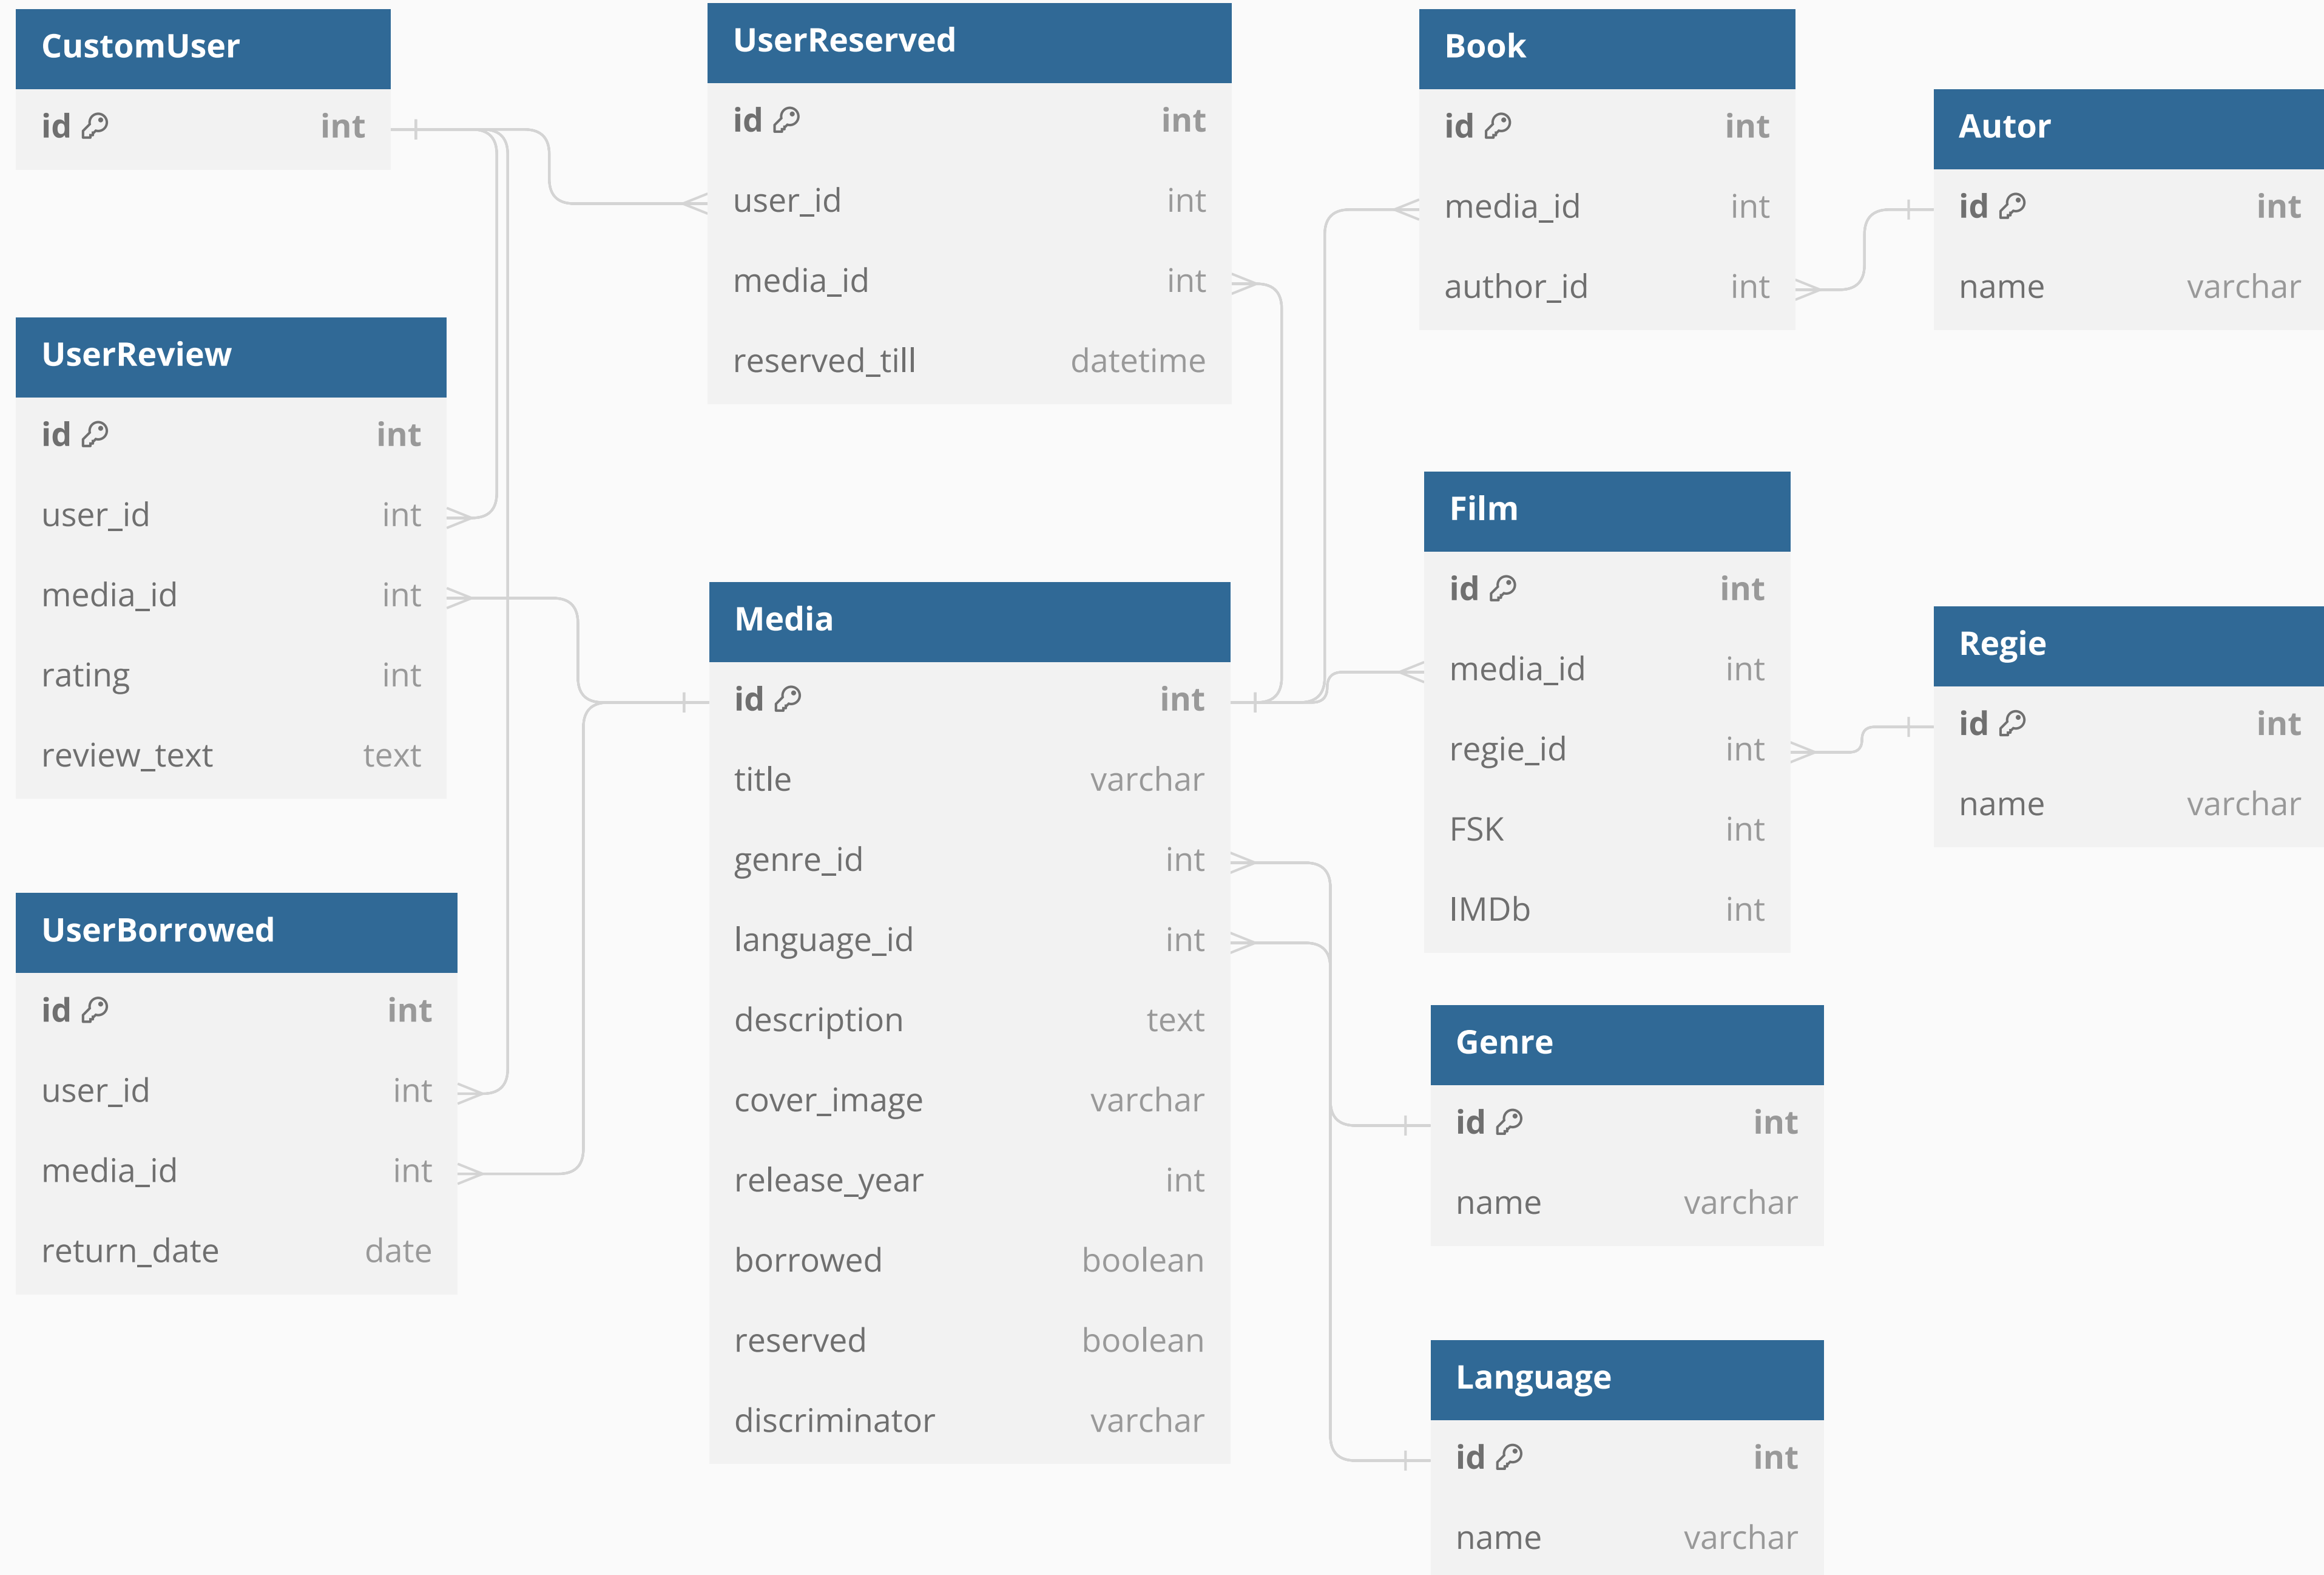 CustomUser
id int
UserReview
id int
user_id int
media_id int
rating int
review_text text
UserBorrowed
id int
user_id int
media_id int
return_date date
UserReserved
id int
user_id int
media_id int
reserved_till datetime
Media
id int
title varchar
genre_id int
language_id int
description text
cover_image varchar
release_year int
borrowed boolean
reserved boolean
discriminator varchar
Book
id int
media_id int
author_id int
Film
id int
media_id int
regie_id int
FSK int
IMDb int
Genre
id int
name varchar
Language
id int
name varchar
Autor
id int
name varchar
Regie
id int
name varchar